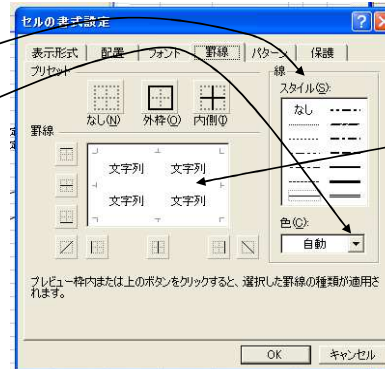 セルの書式設定
表示形式 配置 フォント 罫線 パターン 保護
プリセット
なし(N) 外枠(O) 内側(I)
罫線
文字列 文字列
文字列 文字列
線
スタイル(S):
なし
色(C):
自動
プレビュー枠内または上のボタンをクリックすると、選択した罫線の種類が適用されます。
OK キャンセル